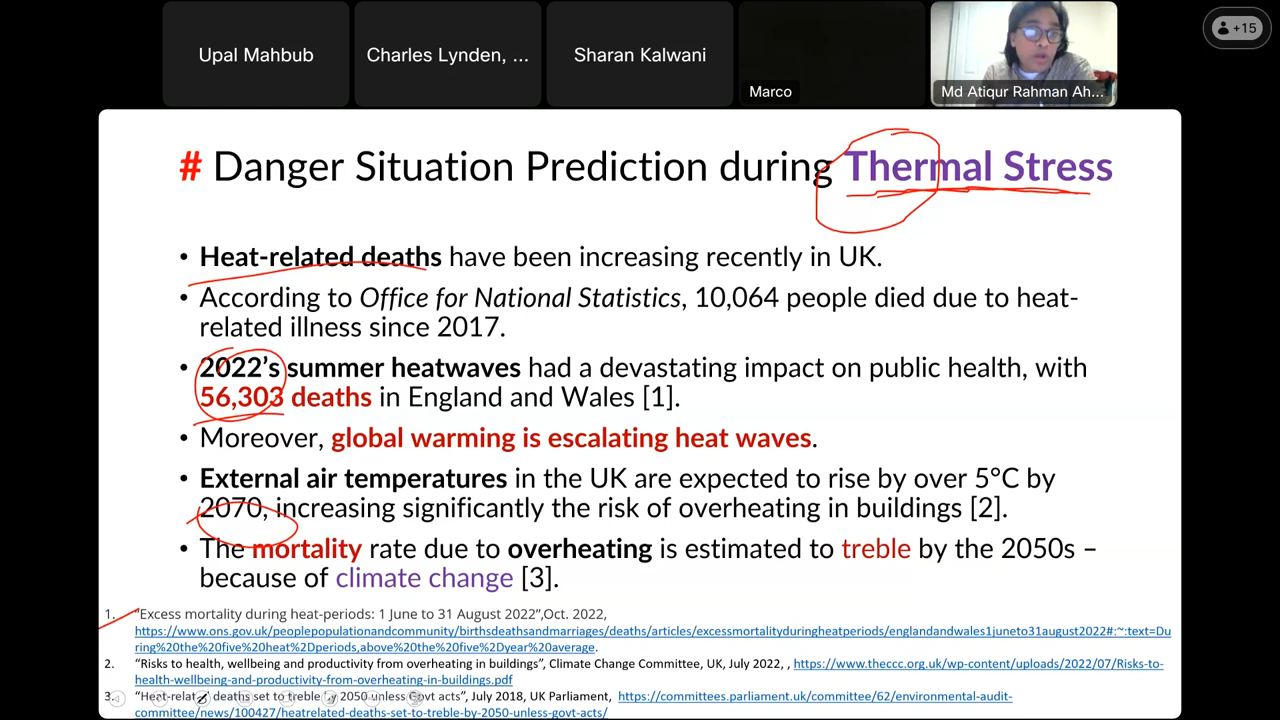 Upal Mahbub
Charles Lynden, ...
Sharan Kalwani
Marco
Md Atiqur Rahman Ah...
+15
# Danger Situation Prediction during Thermal Stress
• Heat-related deaths have been increasing recently in UK.
• According to Office for National Statistics, 10,064 people died due to heat-
related illness since 2017.
• 2022’s summer heatwaves had a devastating impact on public health, with
56,303 deaths in England and Wales [1].
• Moreover, global warming is escalating heat waves.
• External air temperatures in the UK are expected to rise by over 5°C by
2070, increasing significantly the risk of overheating in buildings [2].
• The mortality rate due to overheating is estimated to treble by the 2050s –
because of climate change [3].
1. “Excess mortality during heat-periods: 1 June to 31 August 2022”,Oct. 2022,
https://www.ons.gov.uk/peoplepopulationandcommunity/birthsdeathsandmarriages/deaths/articles/excessmortalityduringheatperiods/englandandwales1juneto31august2022#:~:text=Du
ring%20the%20five%20heat%2Dperiods,above%20the%20five%2Dyear%20average.
2. “Risks to health, wellbeing and productivity from overheating in buildings”, Climate Change Committee, UK, July 2022, , https://www.theccc.org.uk/wp-content/uploads/2022/07/Risks-to-
health-wellbeing-and-productivity-from-overheating-in-buildings.pdf
3. “Heat-related deaths set to treble by 2050-unless Govt acts”, July 2018, UK Parliament, https://committees.parliament.uk/committee/62/environmental-audit-
committee/news/100427/heatrelated-deaths-set-to-treble-by-2050-unless-govt-acts/